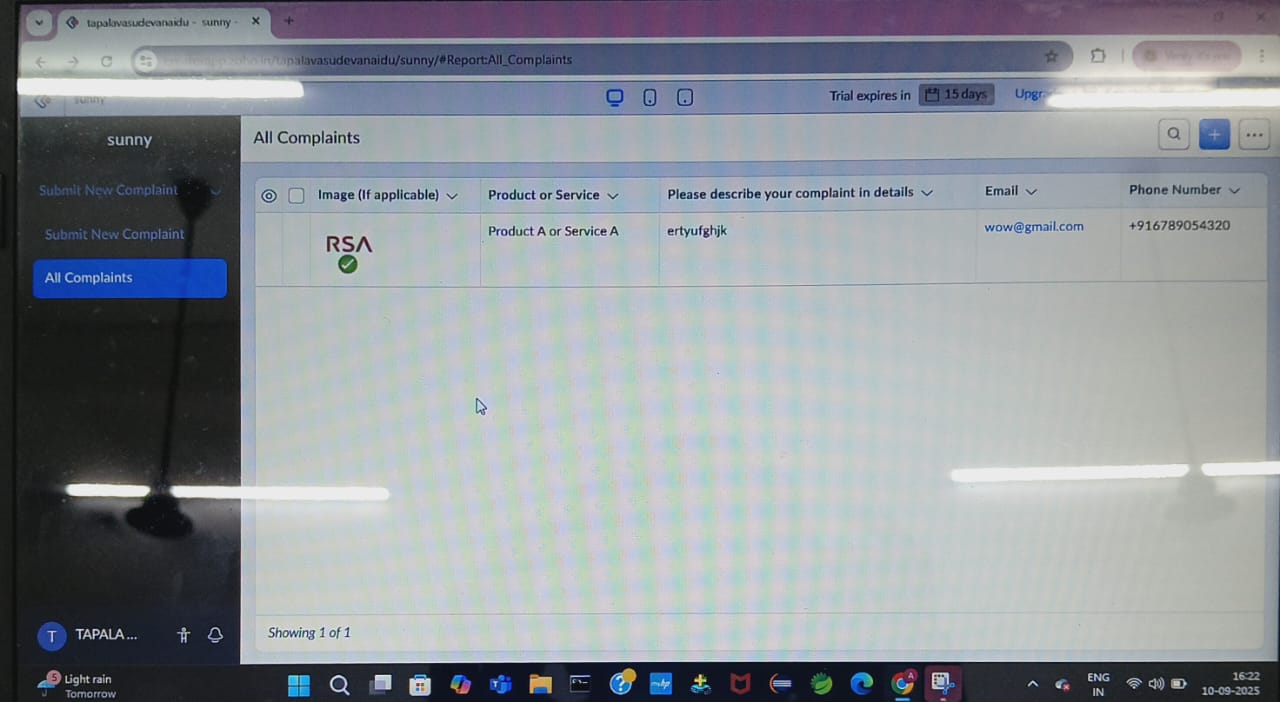 tapalavasudevanaidu - sunny -
/tapalavasudevanaidu/sunny/#Report:All_Complaints
sunny
Trial expires in 15 days
sunny
All Complaints
Submit New Complaint
Submit New Complaint
All Complaints
Image (If applicable) Product or Service Please describe your complaint in details Email Phone Number
RSA Product A or Service A ertyufghjk wow@gmail.com +916789054320
Showing 1 of 1
T TAPALA ...
5 Light rain
Tomorrow
ENG
IN
16:22
10-09-2025